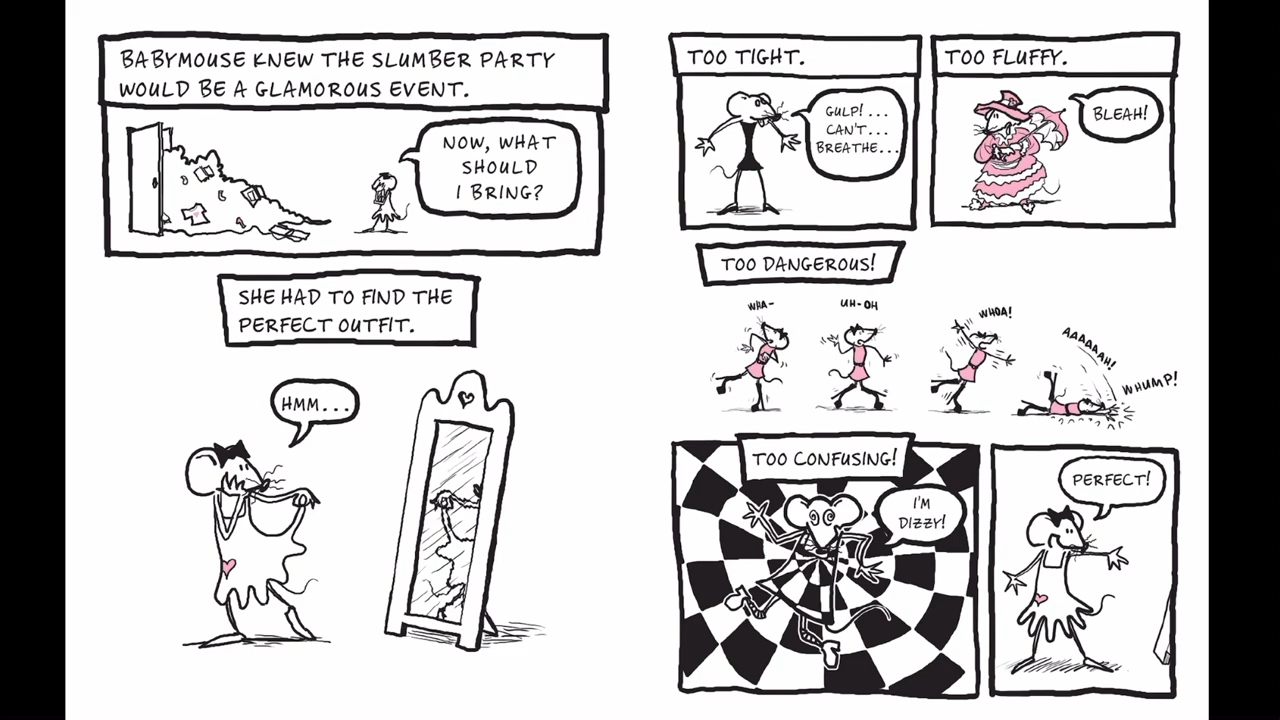 BABYMOUSE KNEW THE SLUMBER PARTY
WOULD BE A GLAMOROUS EVENT.
NOW, WHAT
SHOULD
I BRING?
SHE HAD TO FIND THE
PERFECT OUTFIT.
HMM...
TOO TIGHT.
GULP!...
CAN'T...
BREATHE...
TOO FLUFFY.
BLEAH!
TOO DANGEROUS!
WHA-
UH-OH
WHOA!
AAAAAAH!
WHUMP!
TOO CONFUSING!
I'M
DIZZY!
PERFECT!